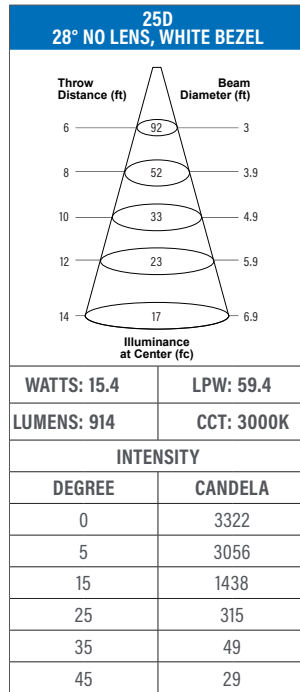 25D
28° NO LENS, WHITE BEZEL
Throw Beam
Distance (ft) Diameter (ft)
6 92 3
8 52 3.9
10 33 4.9
12 23 5.9
14 17 6.9
Illuminance
at Center (fc)
WATTS: 15.4 LPW: 59.4
LUMENS: 914 CCT: 3000K
INTENSITY
DEGREE CANDELA
0 3322
5 3056
15 1438
25 315
35 49
45 29